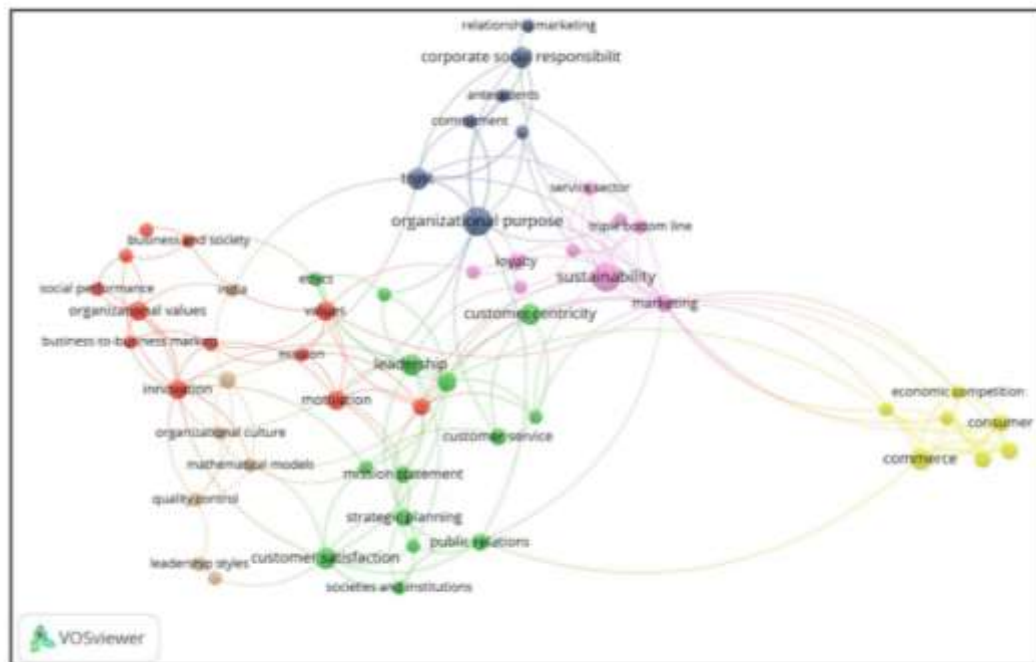 relationship marketing
corporate social responsibilit
antecedents
commitment
trust
service sector
organizational purpose
triple bottom line
business and society
loyalty
sustainability
ethics
social performance
india
marketing
organizational values
values
customer centricity
business-to-business marketing
mission
leadership
innovation
motivation
economic competition
organizational culture
customer service
consumer
mathematical models
mission statement
commerce
quality control
strategic planning
public relations
leadership styles
customer satisfaction
societies and institutions
VOSviewer